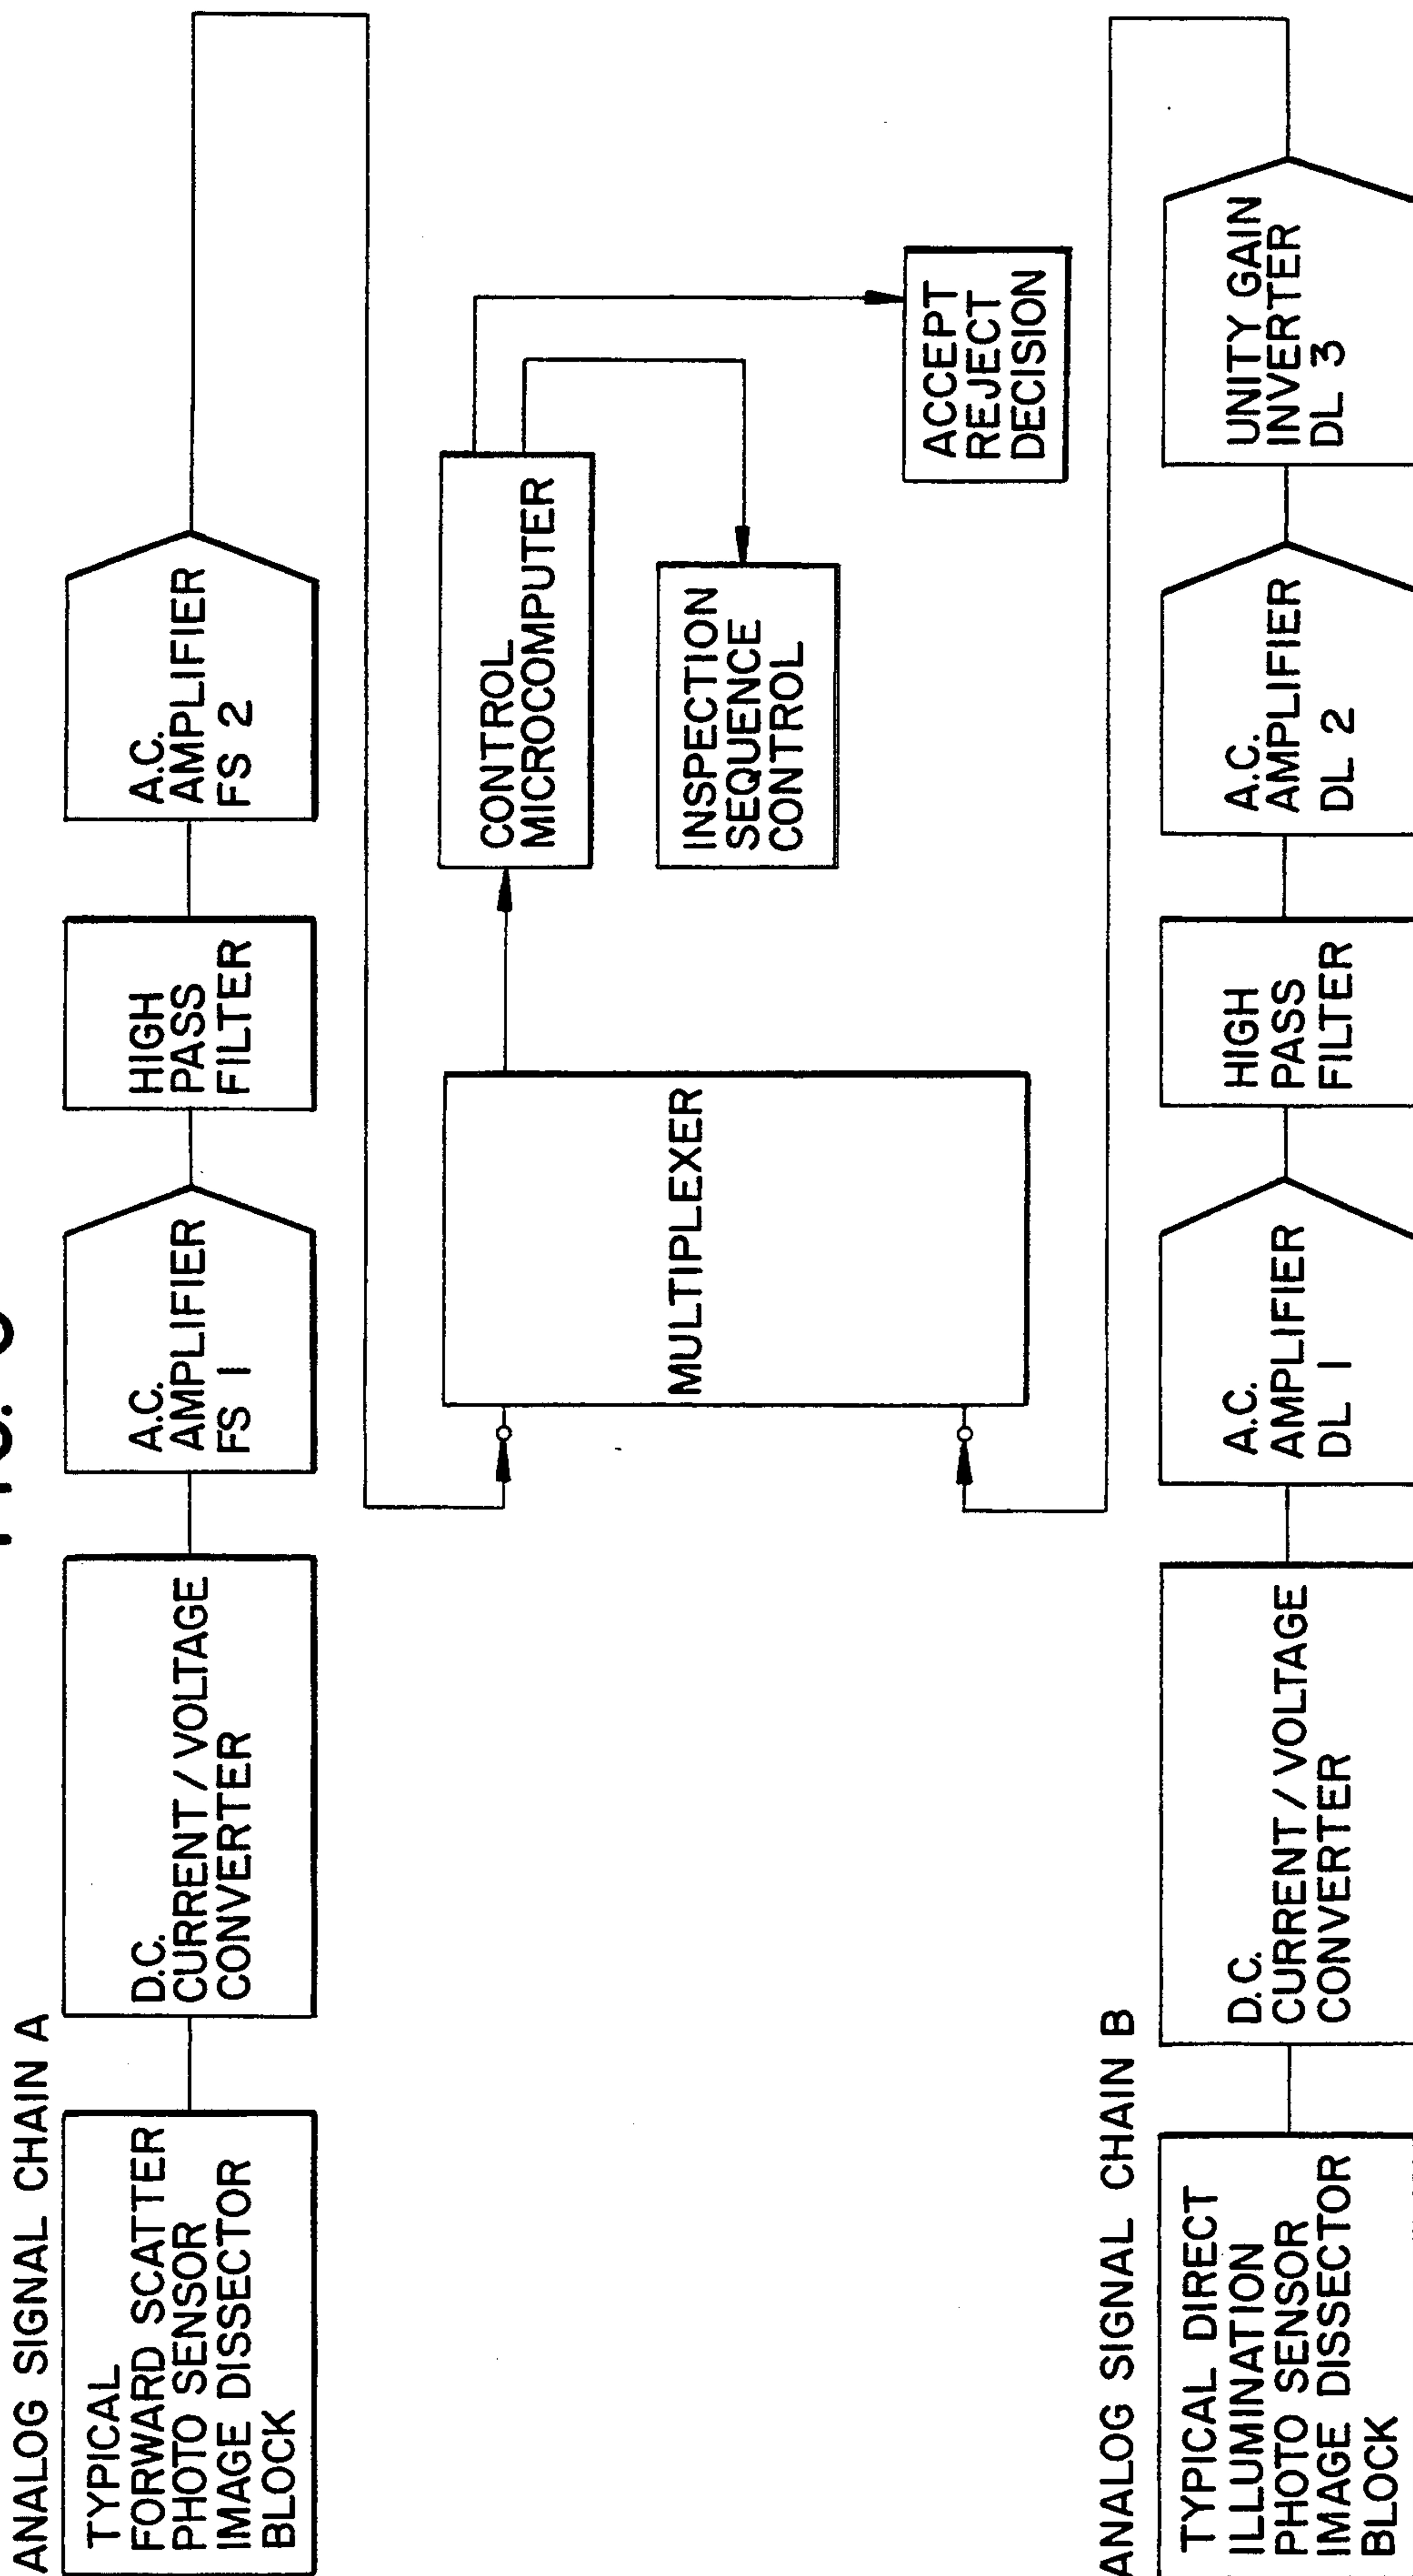 ANALOG SIGNAL CHAIN A
TYPICAL
FORWARD SCATTER
PHOTO SENSOR
IMAGE DISSECTOR
BLOCK
D.C.
CURRENT / VOLTAGE
CONVERTER
A.C.
AMPLIFIER
FS 1
HIGH
PASS
FILTER
A.C.
AMPLIFIER
FS 2
MULTIPLEXER
CONTROL
MICROCOMPUTER
INSPECTION
SEQUENCE
CONTROL
ACCEPT
REJECT
DECISION
ANALOG SIGNAL CHAIN B
TYPICAL DIRECT
ILLUMINATION
PHOTO SENSOR
IMAGE DISSECTOR
BLOCK
D.C.
CURRENT / VOLTAGE
CONVERTER
A.C.
AMPLIFIER
DL 1
HIGH
PASS
FILTER
A.C.
AMPLIFIER
DL 2
UNITY GAIN
INVERTER
DL 3